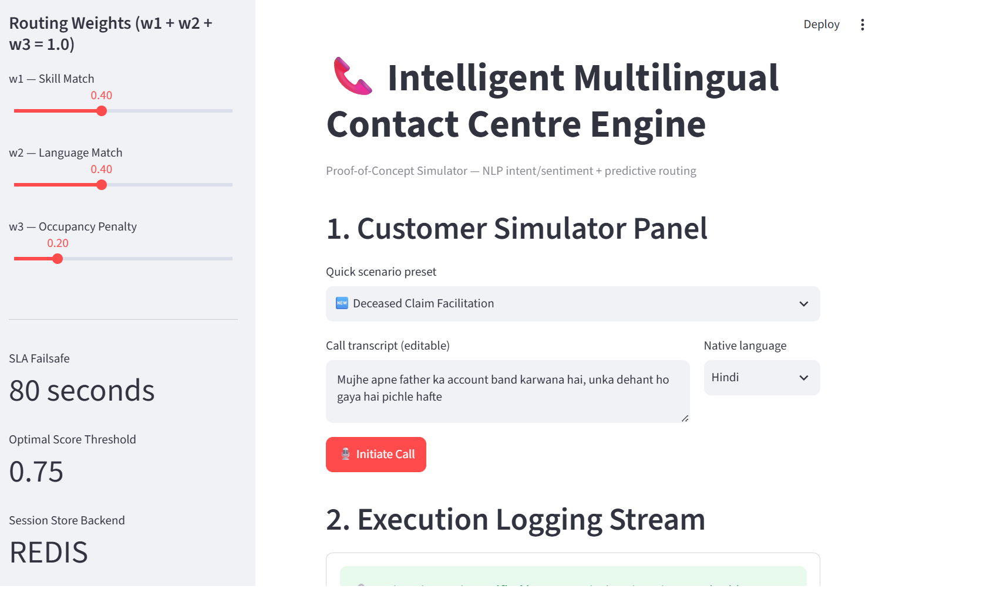 Routing Weights (w1 + w2 +
w3 = 1.0)
w1 — Skill Match
0.40
w2 — Language Match
0.40
w3 — Occupancy Penalty
0.20
SLA Failsafe
80 seconds
Optimal Score Threshold
0.75
Session Store Backend
REDIS
Deploy
Intelligent Multilingual
Contact Centre Engine
Proof-of-Concept Simulator — NLP intent/sentiment + predictive routing
1. Customer Simulator Panel
Quick scenario preset
NEW Deceased Claim Facilitation
Call transcript (editable)
Native language
Mujhe apne father ka account band karwana hai, unka dehant ho
gaya hai pichle hafte
Hindi
Initiate Call
2. Execution Logging Stream